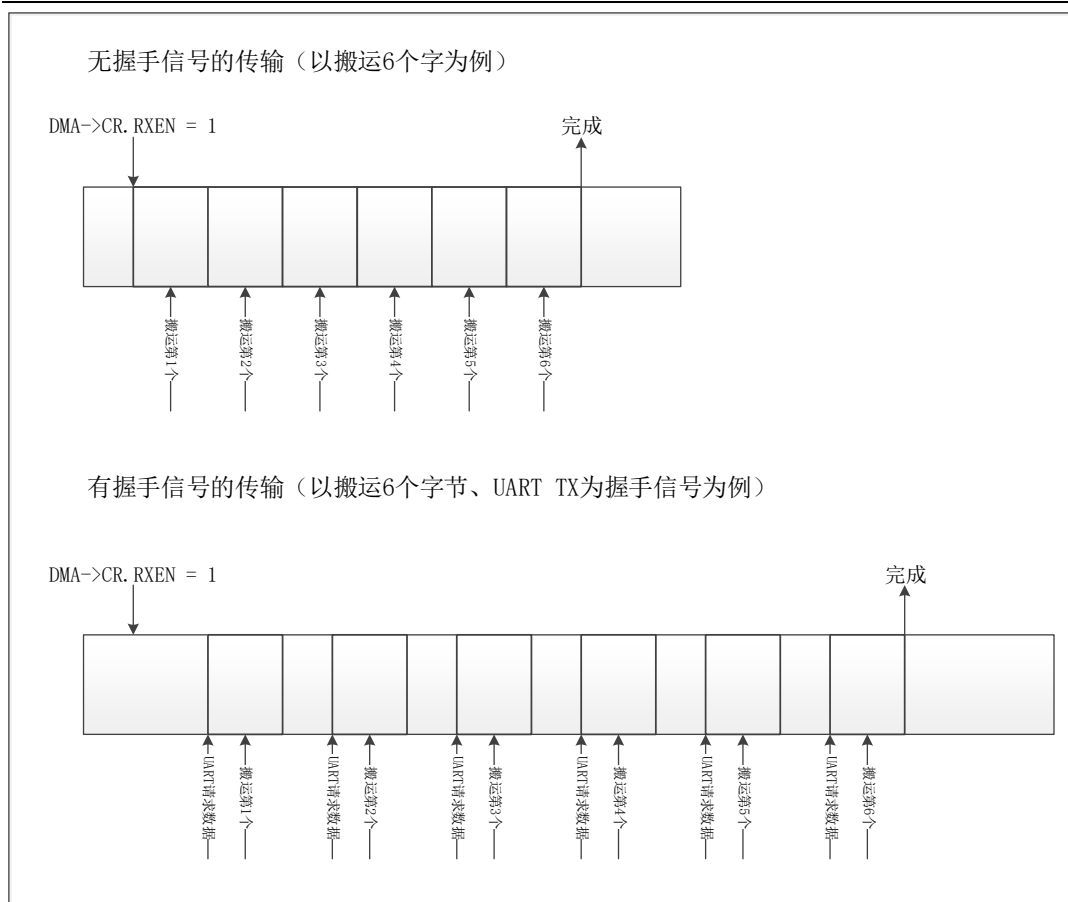 无握手信号的传输（以搬运6个字为例）
DMA->CR.RXEN = 1
完成
搬运第1个
搬运第2个
搬运第3个
搬运第4个
搬运第5个
搬运第6个
有握手信号的传输（以搬运6个字节、UART TX为握手信号为例）
DMA->CR.RXEN = 1
完成
UART请求数据
搬运第1个
UART请求数据
搬运第2个
UART请求数据
搬运第3个
UART请求数据
搬运第4个
UART请求数据
搬运第5个
UART请求数据
搬运第6个